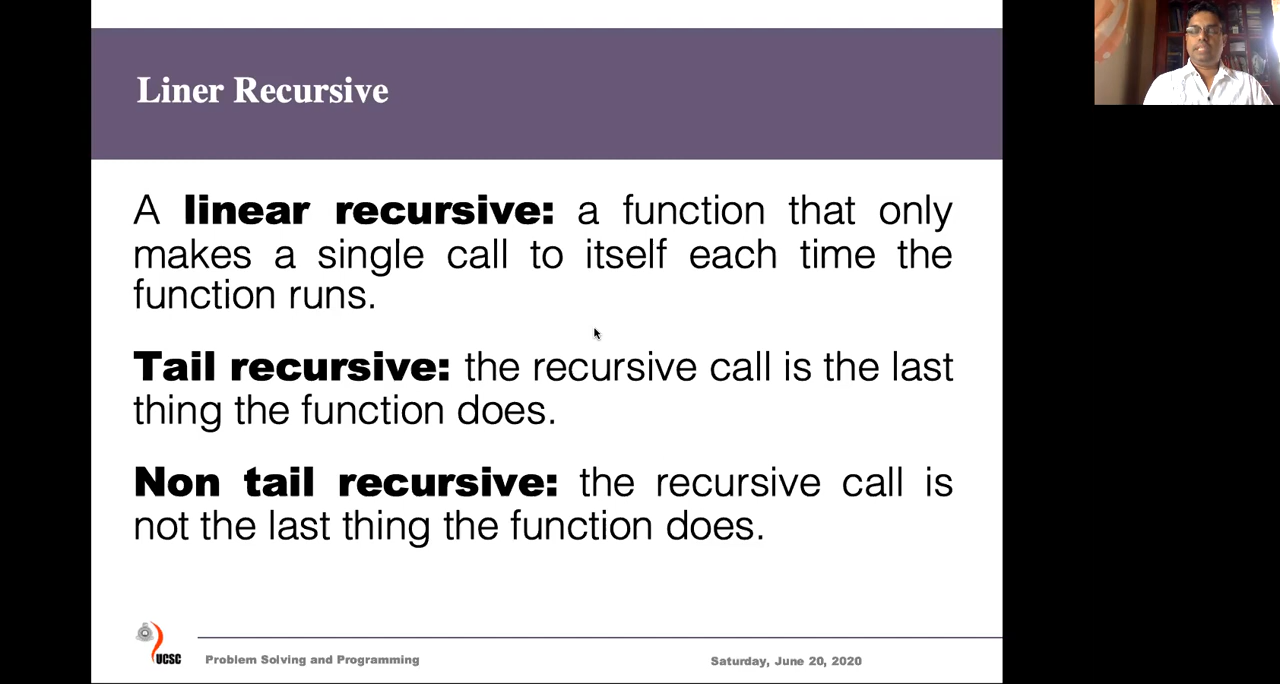 Liner Recursive
A linear recursive: a function that only
makes a single call to itself each time the
function runs.
Tail recursive: the recursive call is the last
thing the function does.
Non tail recursive: the recursive call is
not the last thing the function does.
UCSC
Problem Solving and Programming
Saturday, June 20, 2020